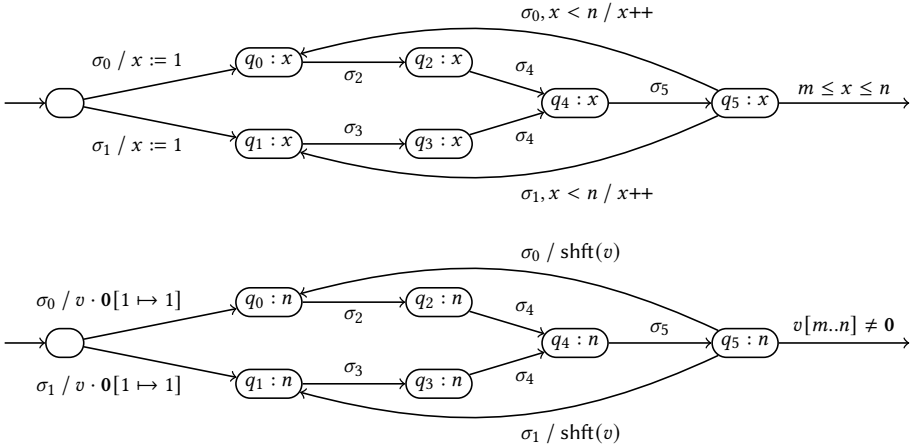 σ₀, x < n / x++
σ₀ / x := 1
q₀ : x
σ₂
q₂ : x
σ₄
q₄ : x
σ₅
q₅ : x
m ≤ x ≤ n
σ₁ / x := 1
q₁ : x
σ₃
q₃ : x
σ₄
σ₁, x < n / x++
σ₀ / shft(v)
σ₀ / v · 𝟎[1 ↦ 1]
q₀ : n
σ₂
q₂ : n
σ₄
q₄ : n
σ₅
q₅ : n
v[m..n] ≠ 𝟎
σ₁ / v · 𝟎[1 ↦ 1]
q₁ : n
σ₃
q₃ : n
σ₄
σ₁ / shft(v)